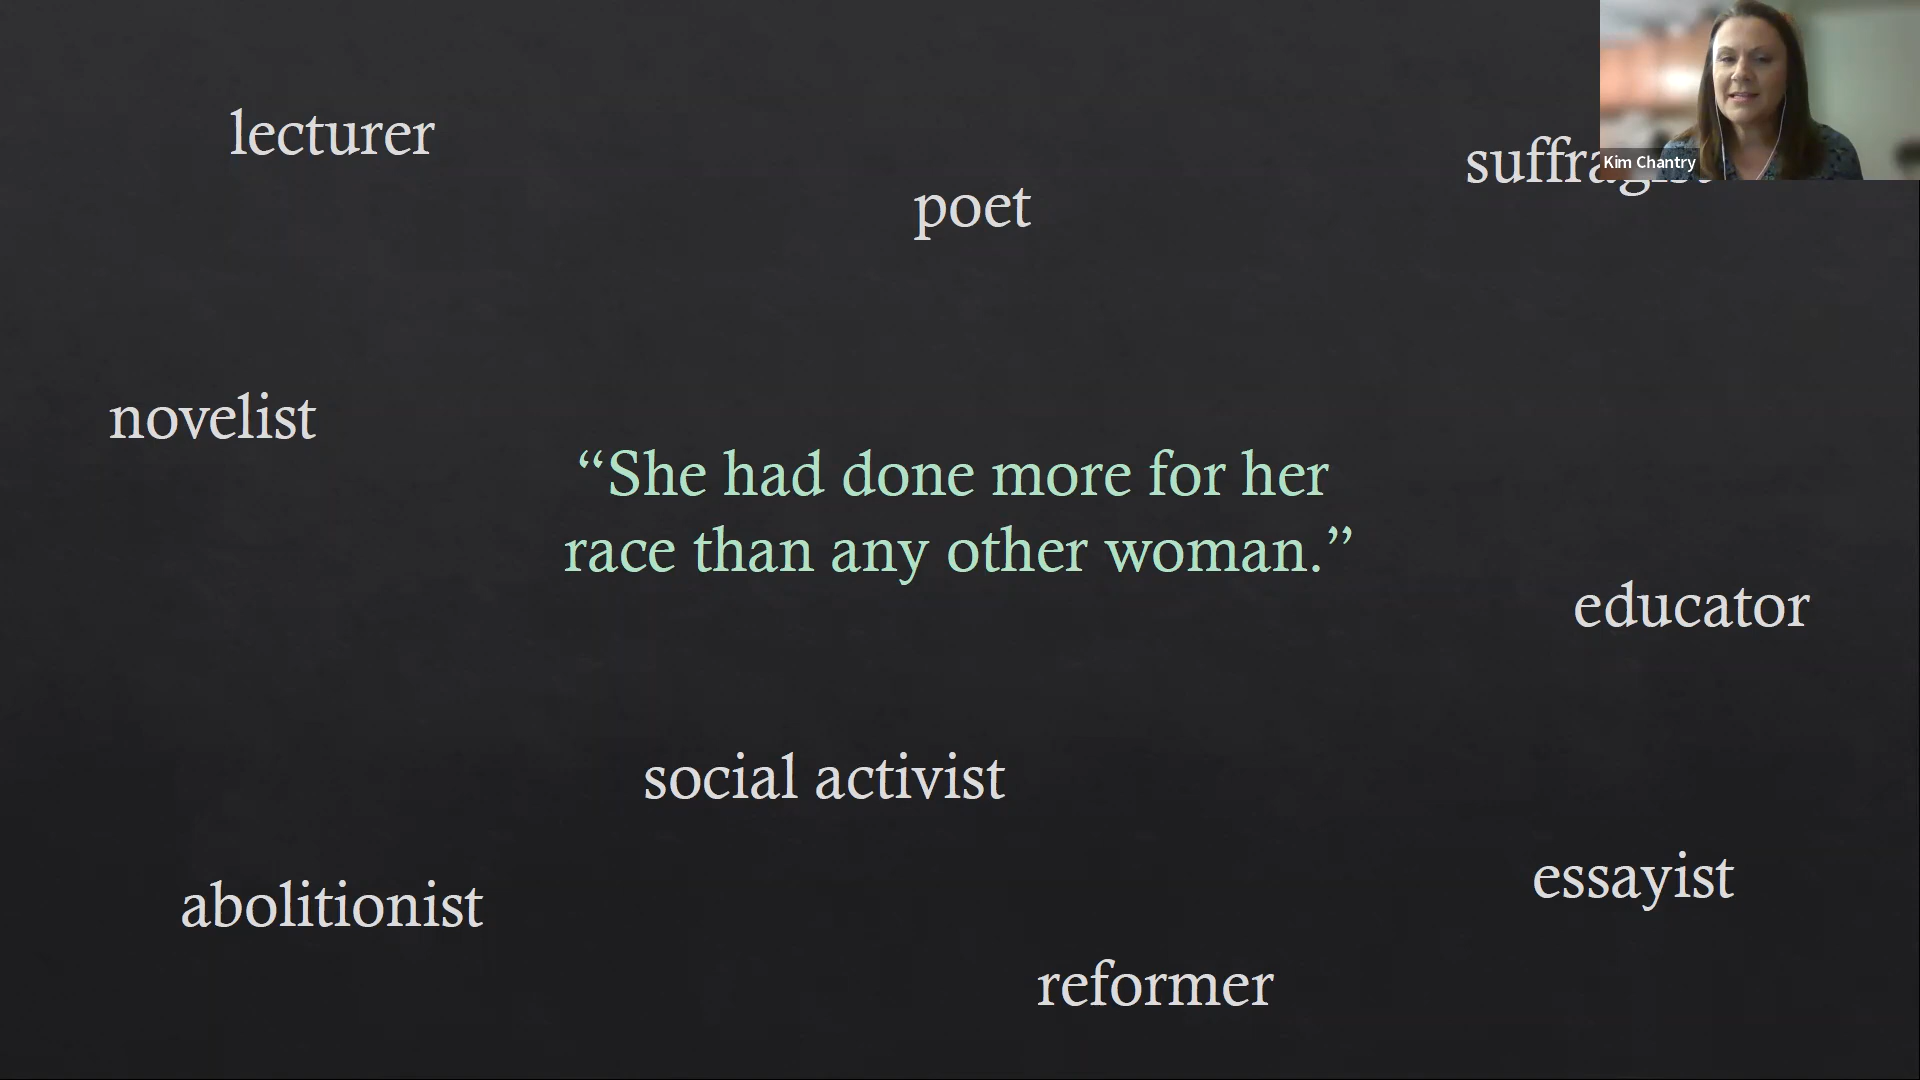 lecturer
poet
Kim Chantry
novelist
“She had done more for her
race than any other woman.”
educator
social activist
essayist
abolitionist
reformer